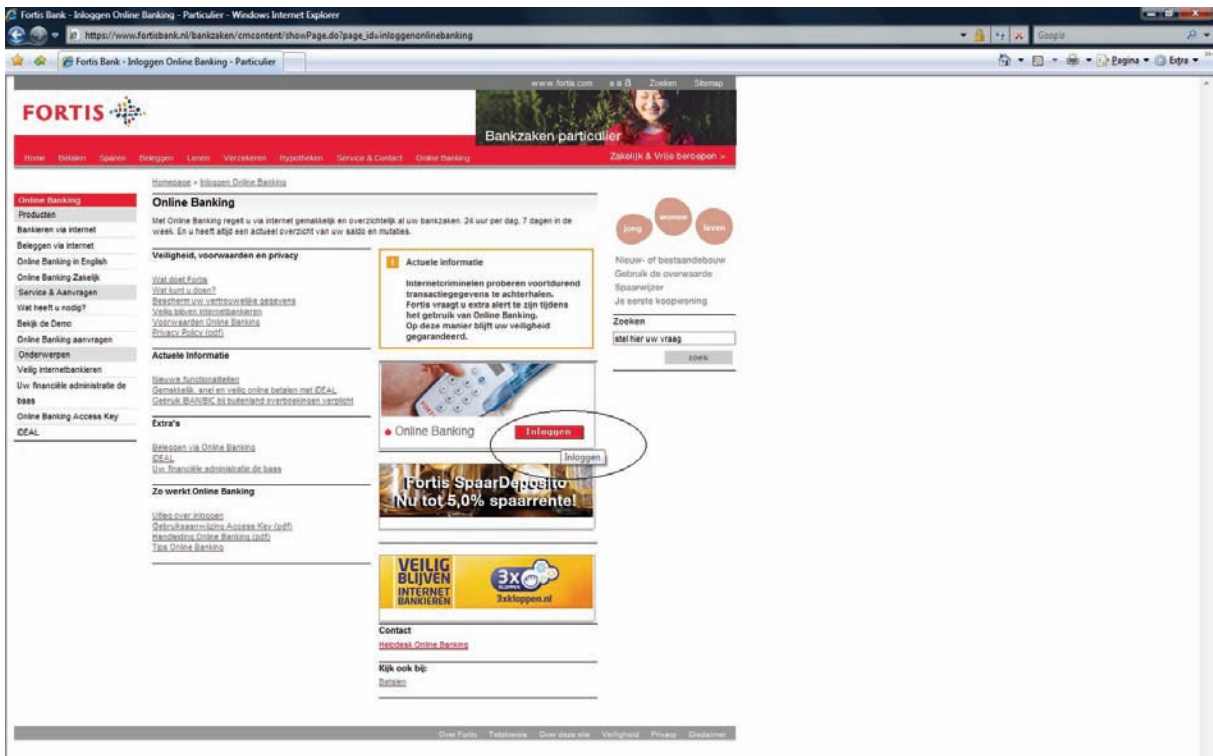 Fortis Bank - Inloggen Online Banking - Particulier - Windows Internet Explorer
https://www.fortisbank.nl/bankzaken/cmcontent/showPage.do?page_id=inloggenonlinebanking
Google
Fortis Bank - Inloggen Online Banking - Particulier
Pagina
Extra
www.fortis.com a a a Zoeken Sitemap
FORTIS
Bankzaken particulier
Home Betalen Sparen Beleggen Lenen Verzekeren Hypotheken Service & Contact Online Banking
Zakelijk & Vrije beroepen >
Homepage » Inloggen Online Banking
Online Banking
Producten
Bankieren via internet
Beleggen via internet
Online Banking in English
Online Banking Zakelijk
Service & Aanvragen
Wat heeft u nodig?
Bekijk de Demo
Online Banking aanvragen
Onderwerpen
Veilig internetbankieren
Uw financiële administratie de
baas
Online Banking Access Key
iDEAL
Online Banking
Met Online Banking regelt u via internet gemakkelijk en overzichtelijk al uw bankzaken. 24 uur per dag, 7 dagen in de
week. En u heeft altijd een actueel overzicht van uw saldo en mutaties.
Veiligheid, voorwaarden en privacy
Wat doet Fortis
Wat kunt u doen?
Bescherm uw vertrouwelijke gegevens
Veilig blijven internetbankieren
Voorwaarden Online Banking
Privacy Policy (pdf)
Actuele Informatie
Nieuwe functionaliteiten
Gemakkelijk, snel en veilig online betalen met iDEAL
Gebruik IBAN/BIC bij buitenland overboekingen verplicht
Extra's
Beleggen via Online Banking
iDEAL
Uw financiële administratie de baas
Zo werkt Online Banking
Uitleg over inloggen
Gebruiksaanwijzing Access Key (pdf)
Handleiding Online Banking (pdf)
Tips Online Banking
! Actuele informatie
Internetcriminelen proberen voortdurend
transactiegegevens te achterhalen.
Fortis vraagt u extra alert te zijn tijdens
het gebruik van Online Banking.
Op deze manier blijft uw veiligheid
gegarandeerd.
Online Banking
Inloggen
Inloggen
Fortis SpaarDeposito
Nu tot 5,0% spaarrente!
VEILIG
BLIJVEN
INTERNET
BANKIEREN
3x
KLOPPEN
3xkloppen.nl
Contact
Helpdesk Online Banking
Kijk ook bij:
Betalen
jong
wonen
leven
Nieuw- of bestaandebouw
Gebruik de overwaarde
Spaarwijzer
Je eerste koopwoning
Zoeken
stel hier uw vraag
zoek
Over Fortis Tekstversie Over deze site Veiligheid Privacy Disclaimer